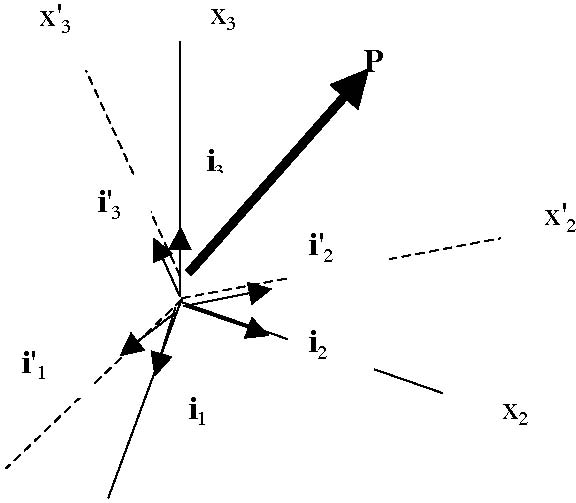 x'₃
x₃
P
i₃
i'₃
x'₂
i'₂
i₂
i'₁
i₁
x₂